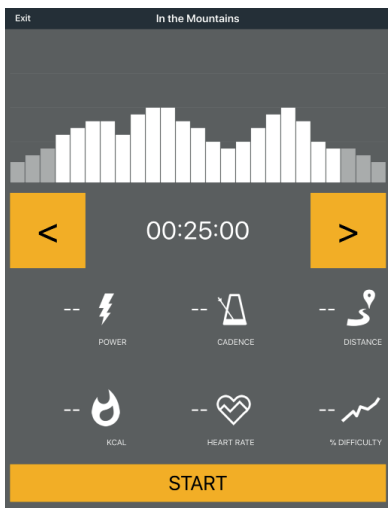 Exit In the Mountains
< 00:25:00 >
-- -- --
POWER CADENCE DISTANCE
-- -- --
KCAL HEART RATE % DIFFICULTY
START